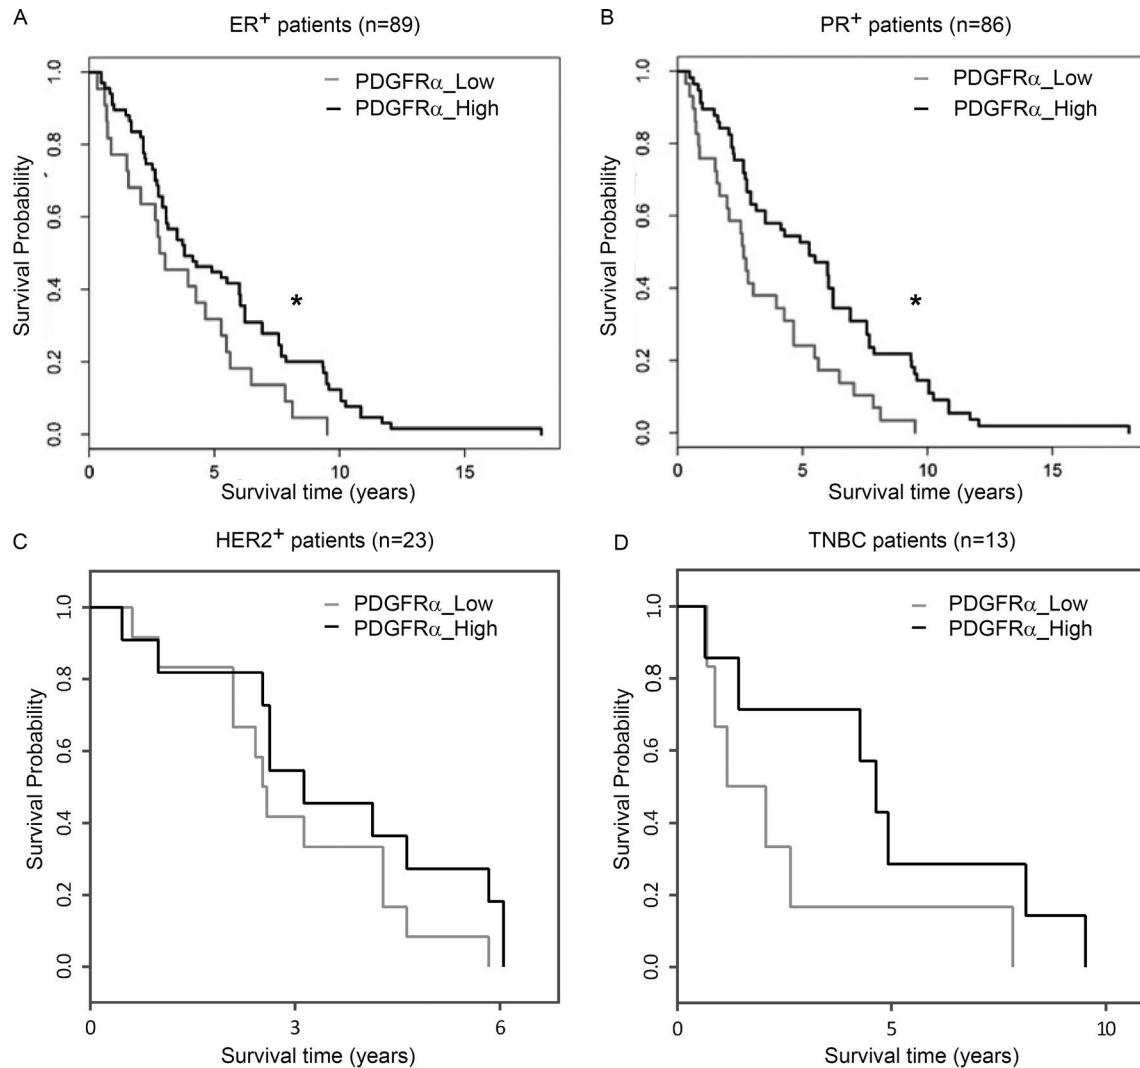 A
ER+ patients (n=89)
PDGFRα_Low
PDGFRα_High
*
Survival Probability
0.0 0.2 0.4 0.6 0.8 1.0
0 5 10 15
Survival time (years)
B
PR+ patients (n=86)
PDGFRα_Low
PDGFRα_High
*
Survival Probability
0.0 0.2 0.4 0.6 0.8 1.0
0 5 10 15
Survival time (years)
C
HER2+ patients (n=23)
PDGFRα_Low
PDGFRα_High
Survival Probability
0.0 0.2 0.4 0.6 0.8 1.0
0 3 6
Survival time (years)
D
TNBC patients (n=13)
PDGFRα_Low
PDGFRα_High
Survival Probability
0.0 0.2 0.4 0.6 0.8 1.0
0 5 10
Survival time (years)